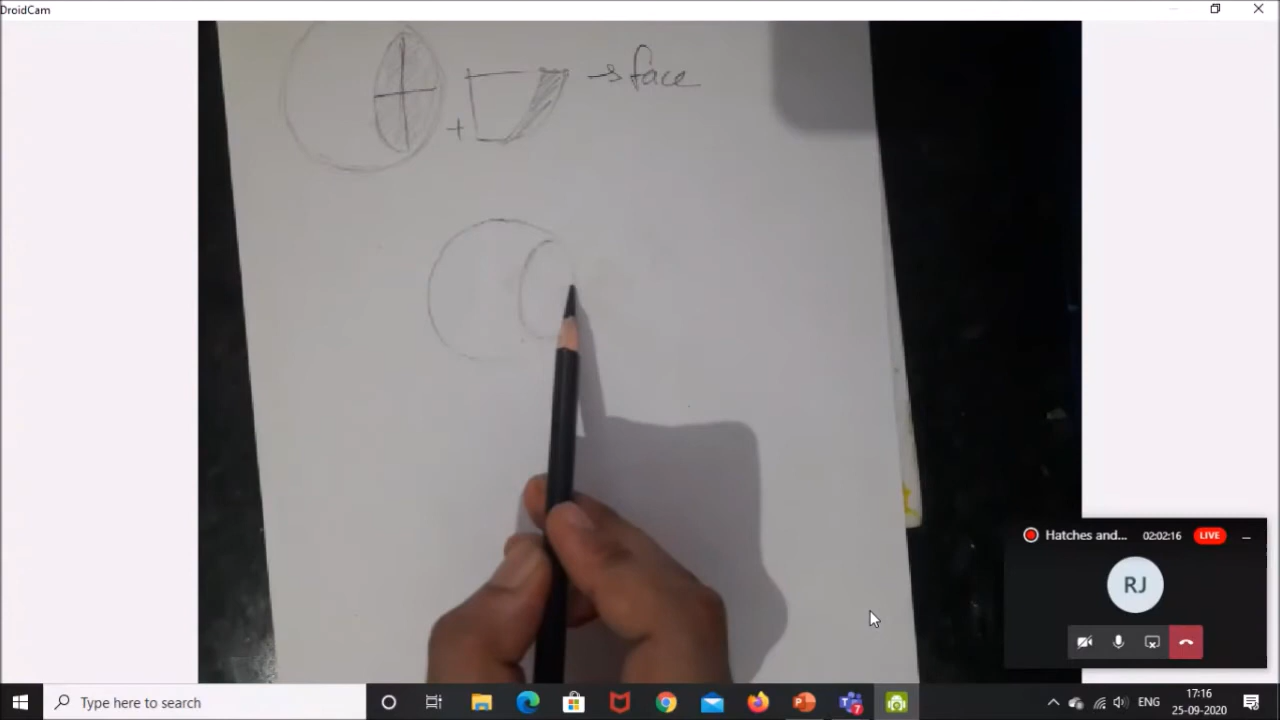 DroidCam
→ face
+
Hatches and...
02:02:16
LIVE
RJ
Type here to search
7
ENG
17:16
25-09-2020